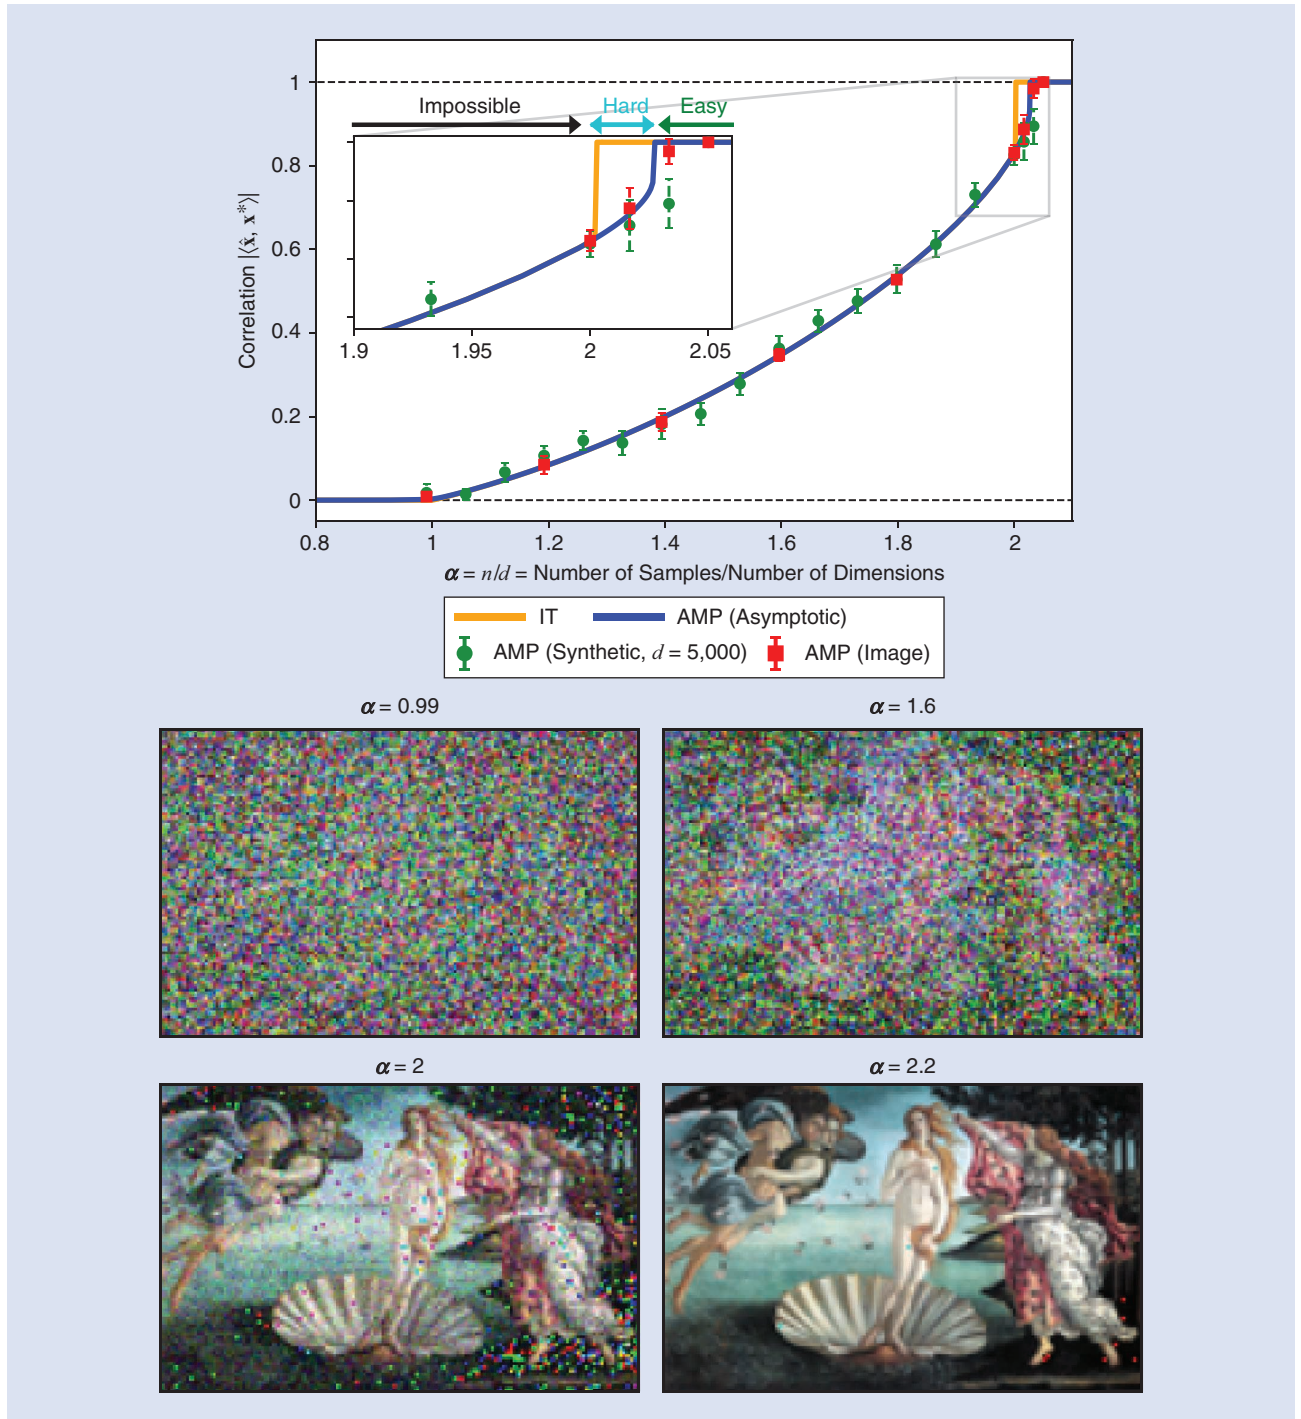 1
0.8
0.6
0.4
0.2
0
Correlation |⟨x̂, x*⟩|
Impossible
Hard
Easy
1.9 1.95 2 2.05
0.8 1 1.2 1.4 1.6 1.8 2
α = n/d = Number of Samples/Number of Dimensions
IT AMP (Asymptotic)
AMP (Synthetic, d = 5,000) AMP (Image)
α = 0.99
α = 1.6
α = 2
α = 2.2